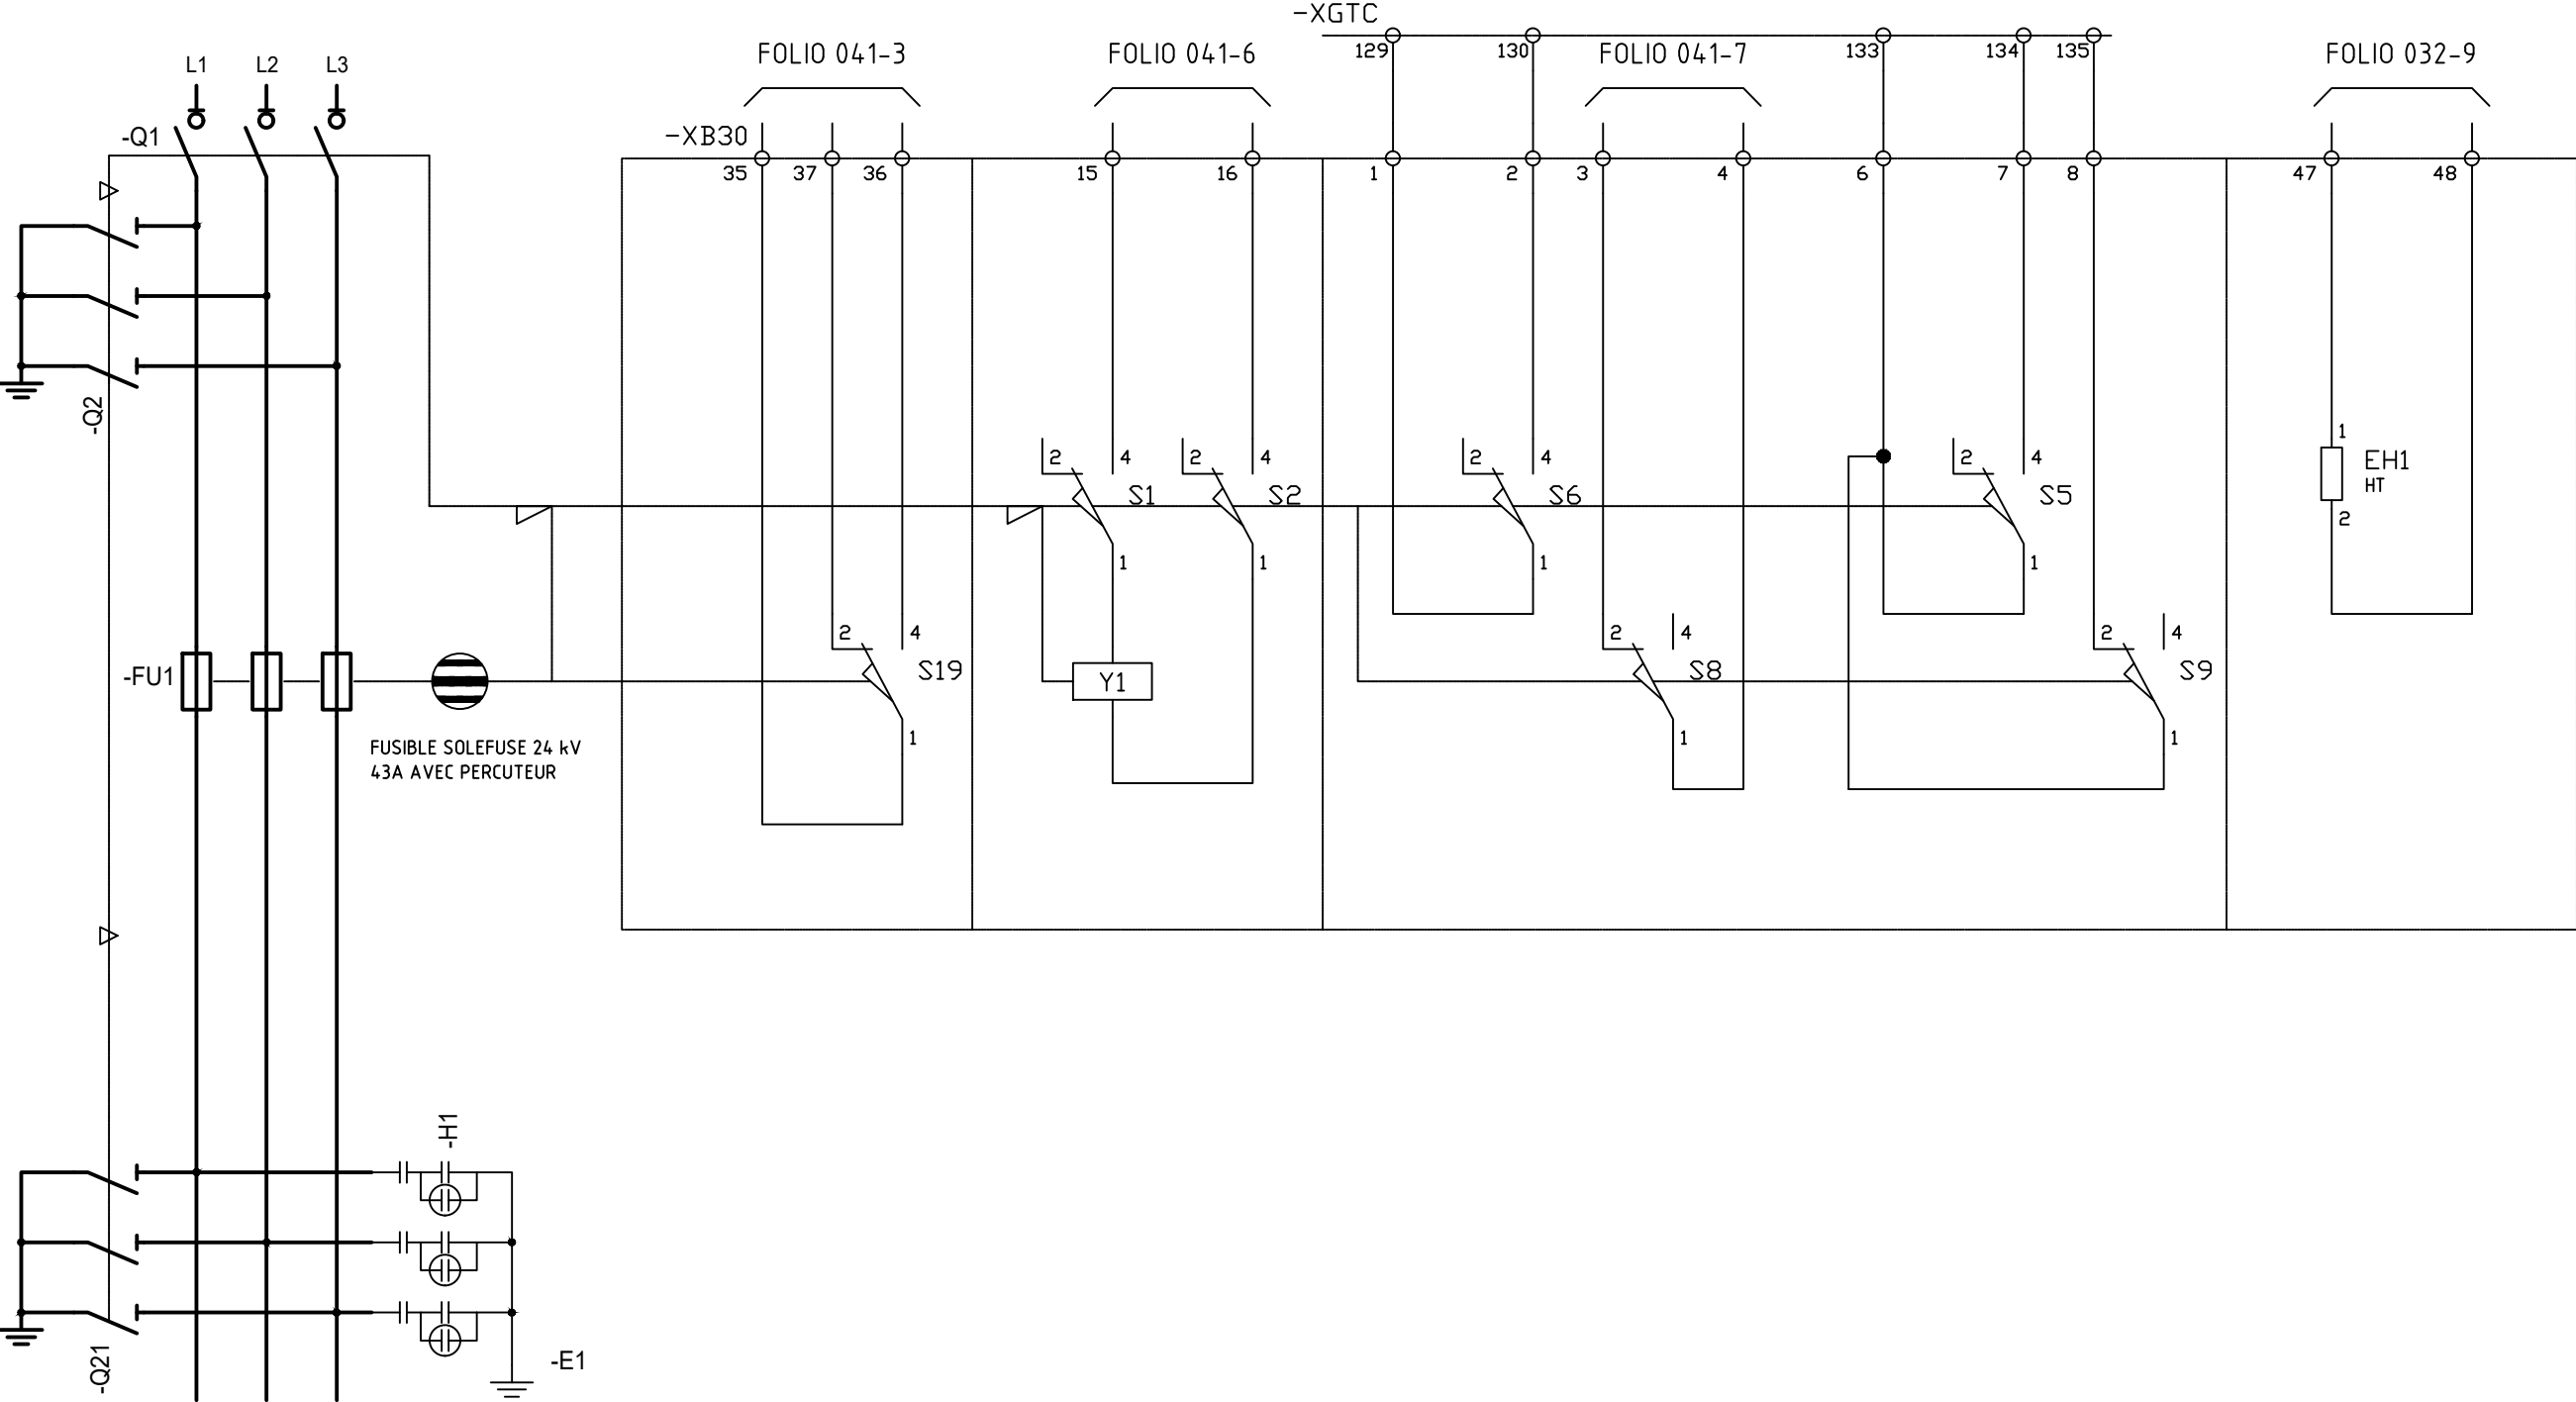 -XGTC
129 130 133 134 135
FOLIO 041-3 FOLIO 041-6 FOLIO 041-7 FOLIO 032-9
L1 L2 L3
-Q1
-XB30
35 37 36 15 16 1 2 3 4 6 7 8 47 48
-Q2
2 4 2 4 2 4 2 4 1
S1 S2 S6 S5 EH1
HT
2
1 1 1 1
2 4 2 4 2 4
-FU1 S19 Y1 S8 S9
1 1 1
FUSIBLE SOLEFUSE 24 kV
43A AVEC PERCUTEUR
-H1
-Q21
-E1